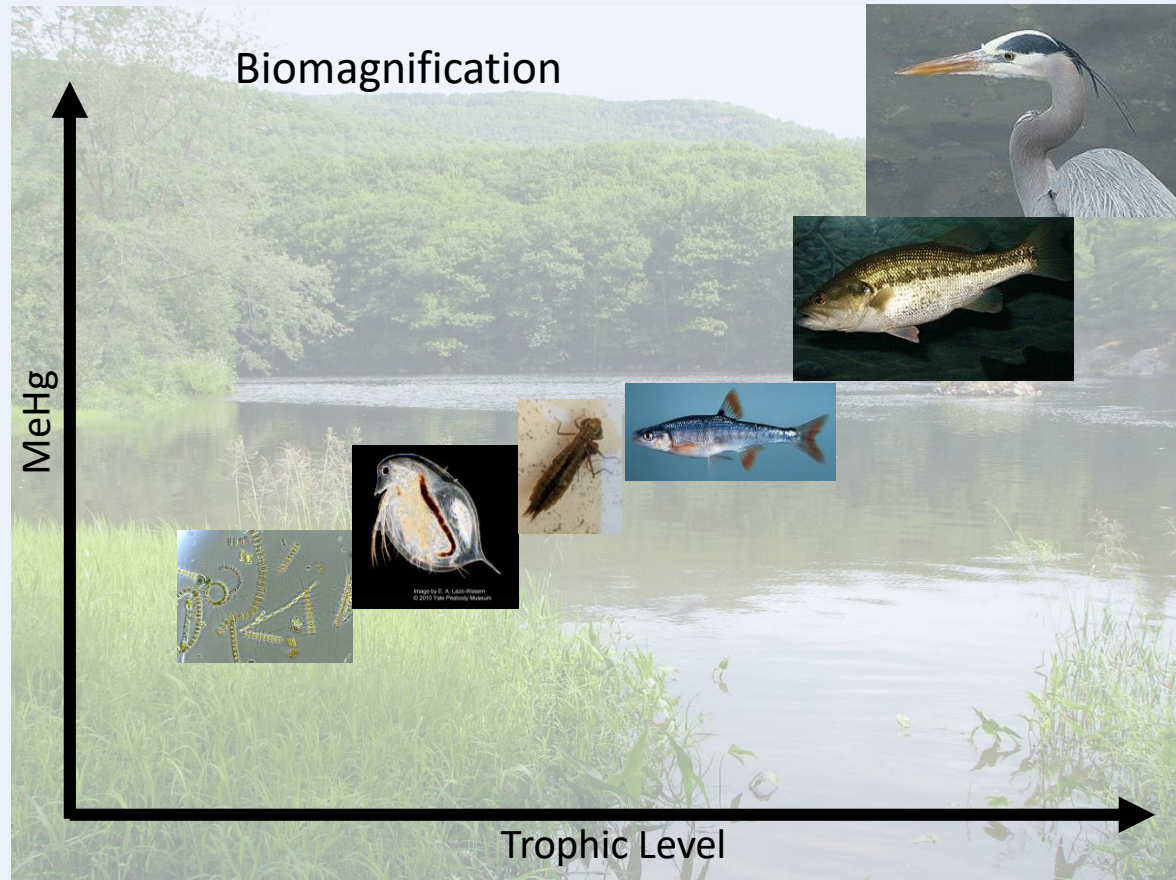 Biomagnification
MeHg
Image by E. A. Lazo-Wasem
© 2010 Yale Peabody Museum
Trophic Level